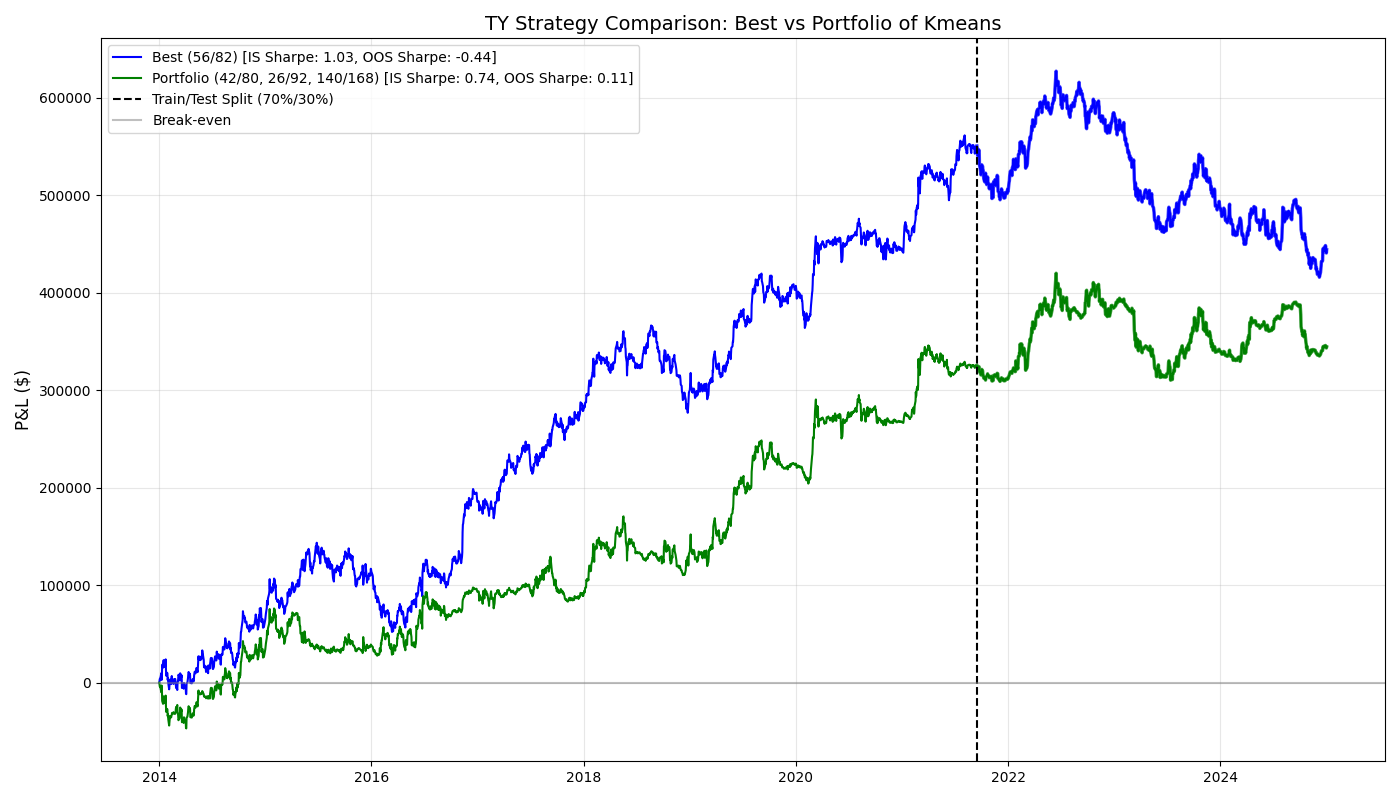 TY Strategy Comparison: Best vs Portfolio of Kmeans
Best (56/82) [IS Sharpe: 1.03, OOS Sharpe: -0.44]
Portfolio (42/80, 26/92, 140/168) [IS Sharpe: 0.74, OOS Sharpe: 0.11]
Train/Test Split (70%/30%)
Break-even
P&L ($)
600000
500000
400000
300000
200000
100000
0
2014
2016
2018
2020
2022
2024